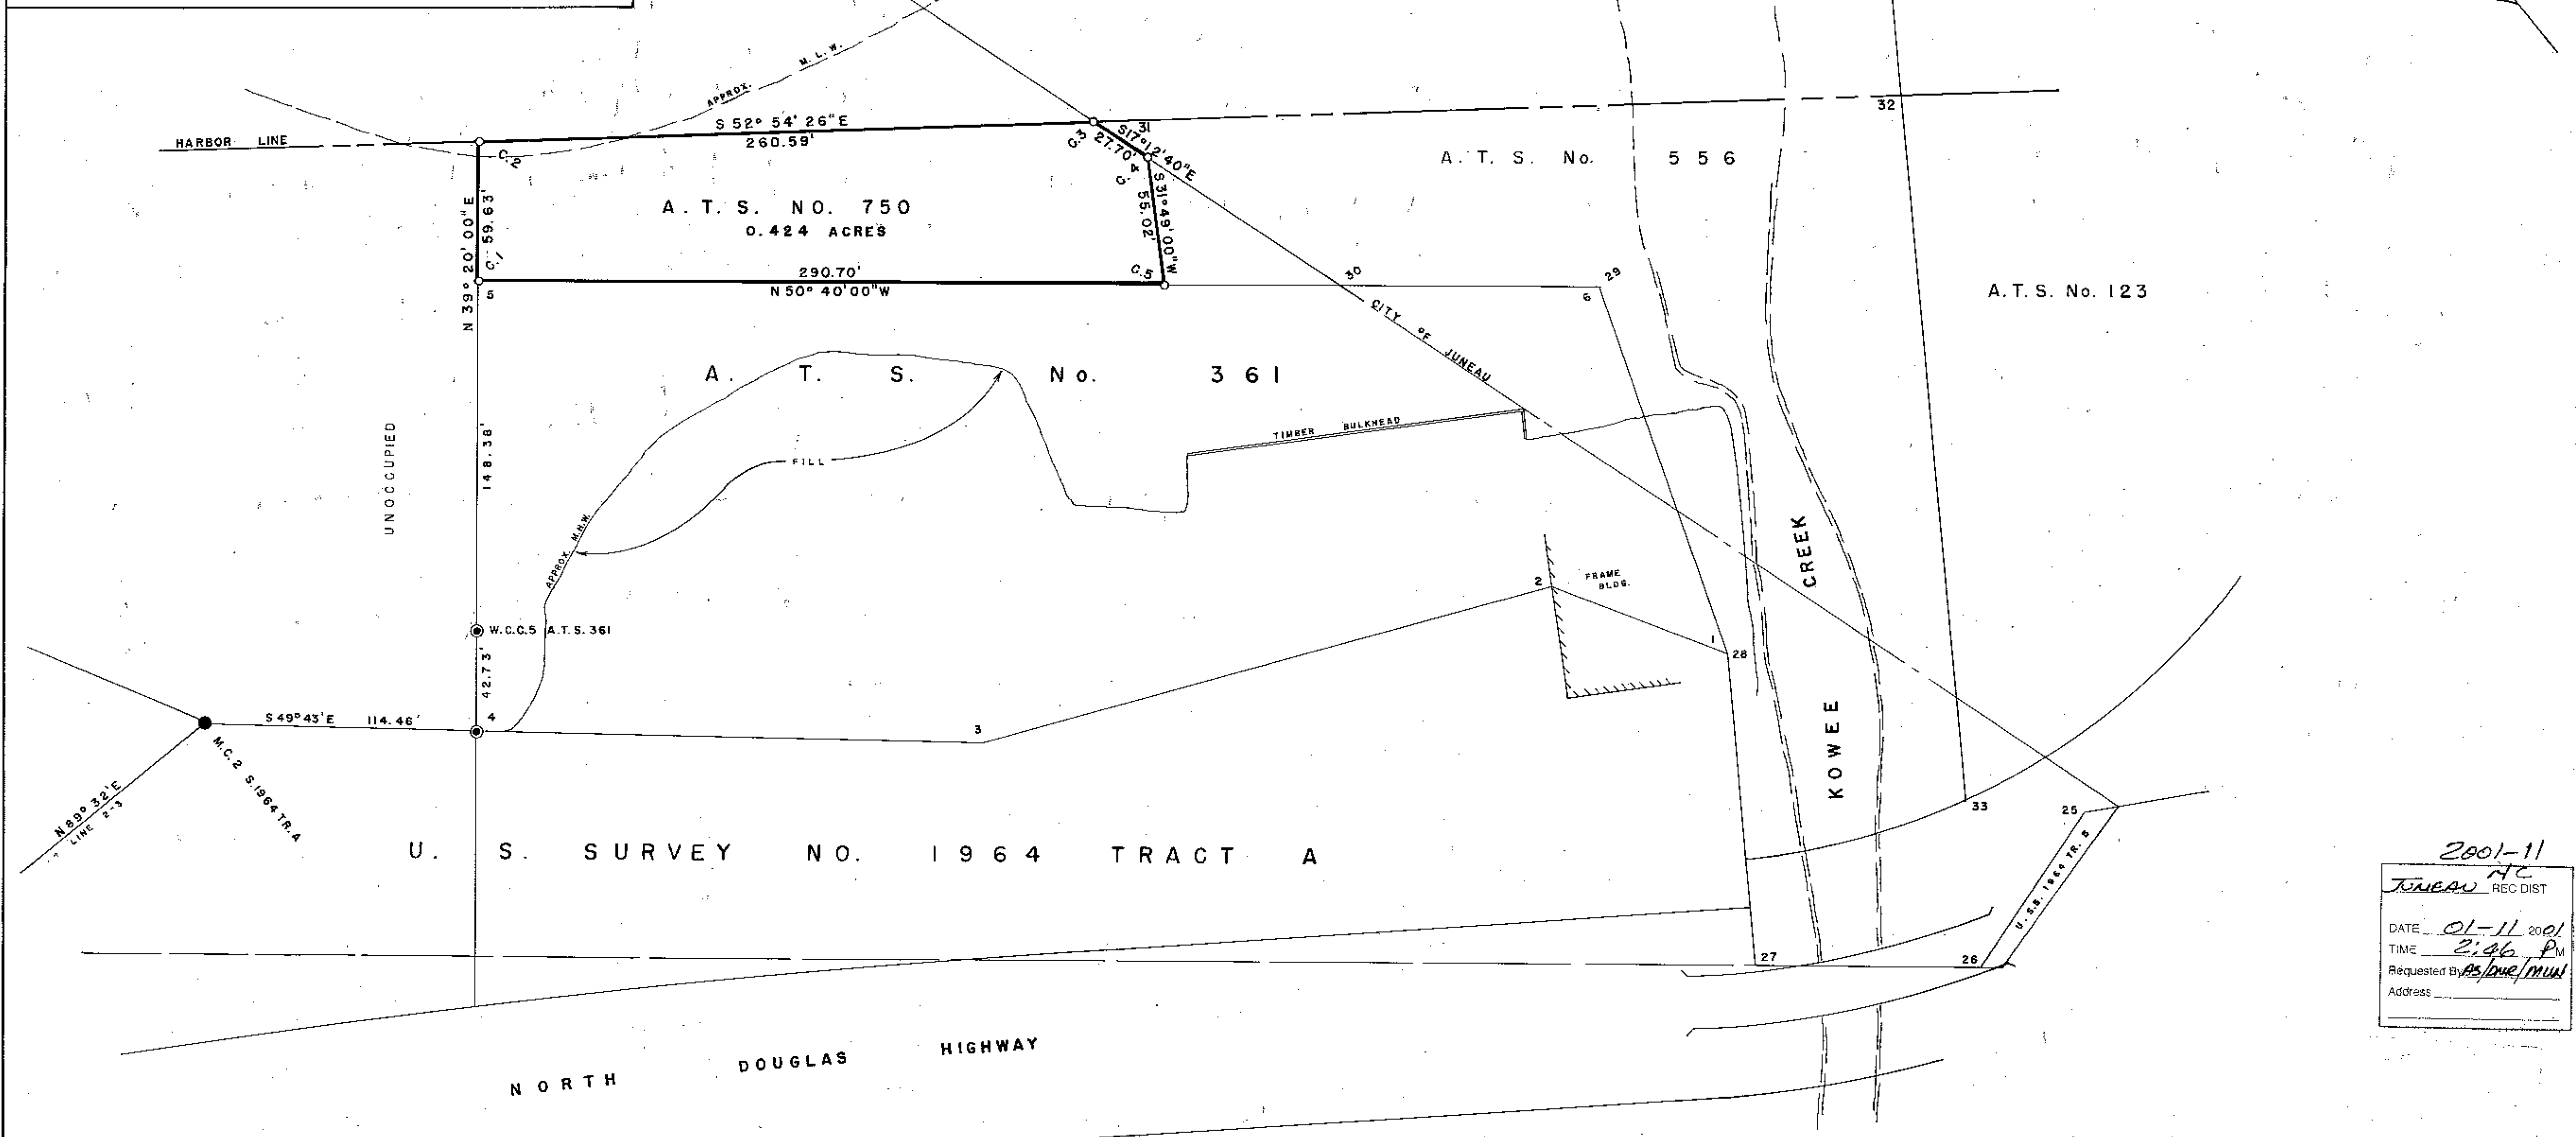 M. L. W.
APPROX.
HARBOR LINE
S 52° 54' 26" E
260.59'
C.2
C.3
31
S17°12'40"E
27.70'
C.4
32
A. T. S. No. 556
A. T. S. NO. 750
0.424 ACRES
N 39° 20' 00" E
59.63'
C.1
S 31° 49' 00" W
55.02'
C.5
290.70'
N 50° 40' 00" W
5
30
6
29
A.T.S. No. 123
CITY OF JUNEAU
A. T. S. No. 361
TIMBER BULKHEAD
UNOCCUPIED
148.38'
FILL
APPROX. M.H.W.
W.C.C.5 A.T.S. 361
42.73'
2
FRAME
BLDG.
1
28
KOWEE CREEK
S 49° 43' E 114.46'
4
3
M.C. 2 S.1964 TR. A
N 89° 32' E
LINE 2-3
33
25
U. S.S. 1964 TR. B
U. S. SURVEY NO. 1964 TRACT A
27
26
NORTH DOUGLAS HIGHWAY
2001-11
NC
JUNEAU REC DIST
DATE 01-11 2001
TIME 2:46 PM
Requested By AS/DNR/MUN
Address